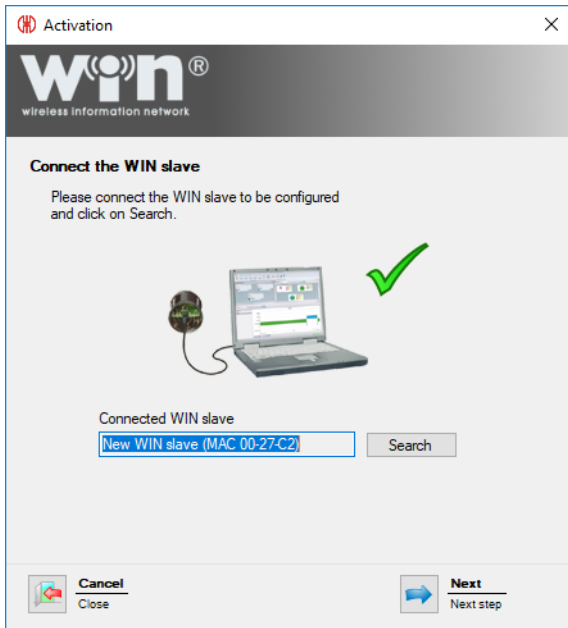 Activation
WIN®
wireless information network
Connect the WIN slave
Please connect the WIN slave to be configured
and click on Search.
Connected WIN slave
New WIN slave (MAC 00-27-C2)
Search
Cancel
Close
Next
Next step